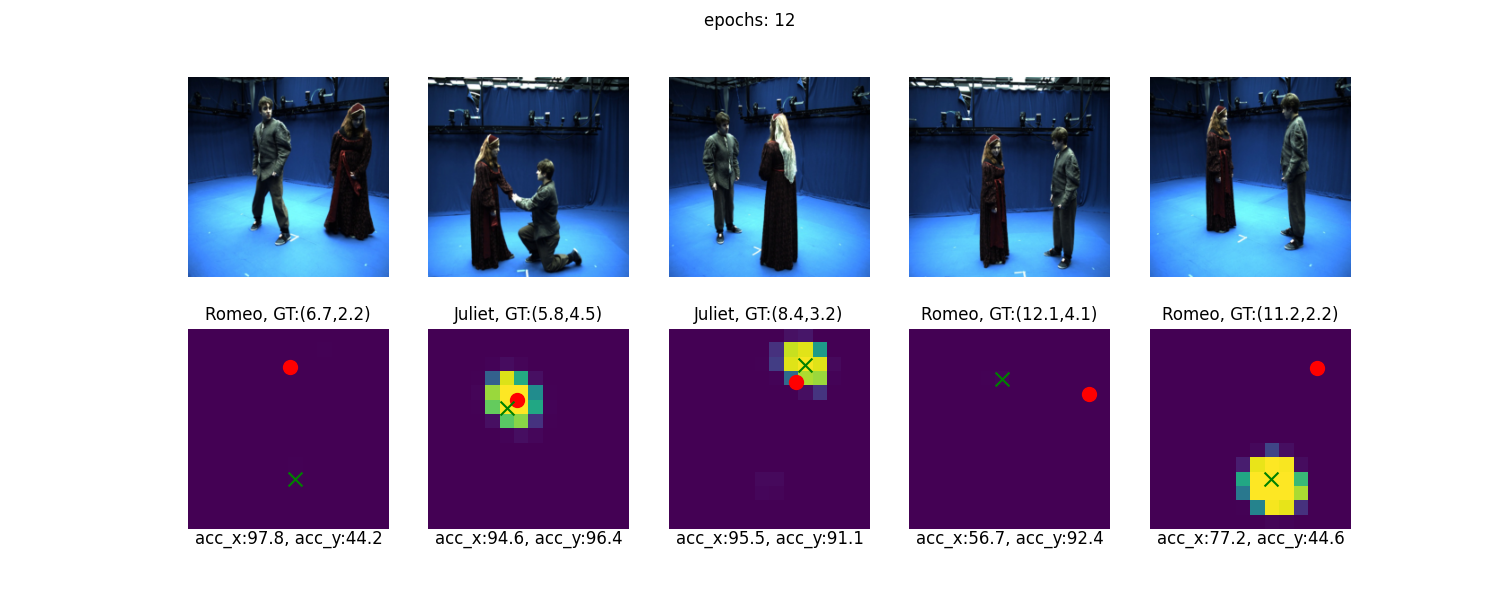 epochs: 12
Romeo, GT:(6.7,2.2)
Juliet, GT:(5.8,4.5)
Juliet, GT:(8.4,3.2)
Romeo, GT:(12.1,4.1)
Romeo, GT:(11.2,2.2)
acc_x:97.8, acc_y:44.2
acc_x:94.6, acc_y:96.4
acc_x:95.5, acc_y:91.1
acc_x:56.7, acc_y:92.4
acc_x:77.2, acc_y:44.6